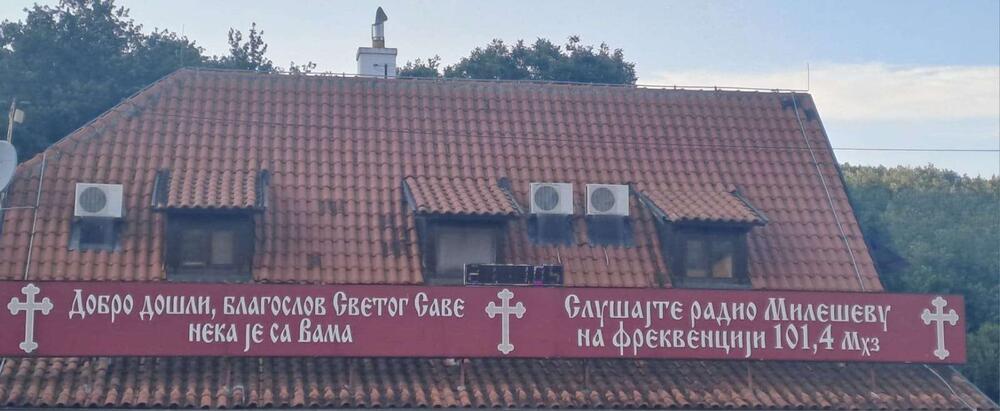 Добро дошли, благослов Светог Саве
нека је са Вама
Слушајте радио Милешеву
на фреквенцији 101,4 Мхз